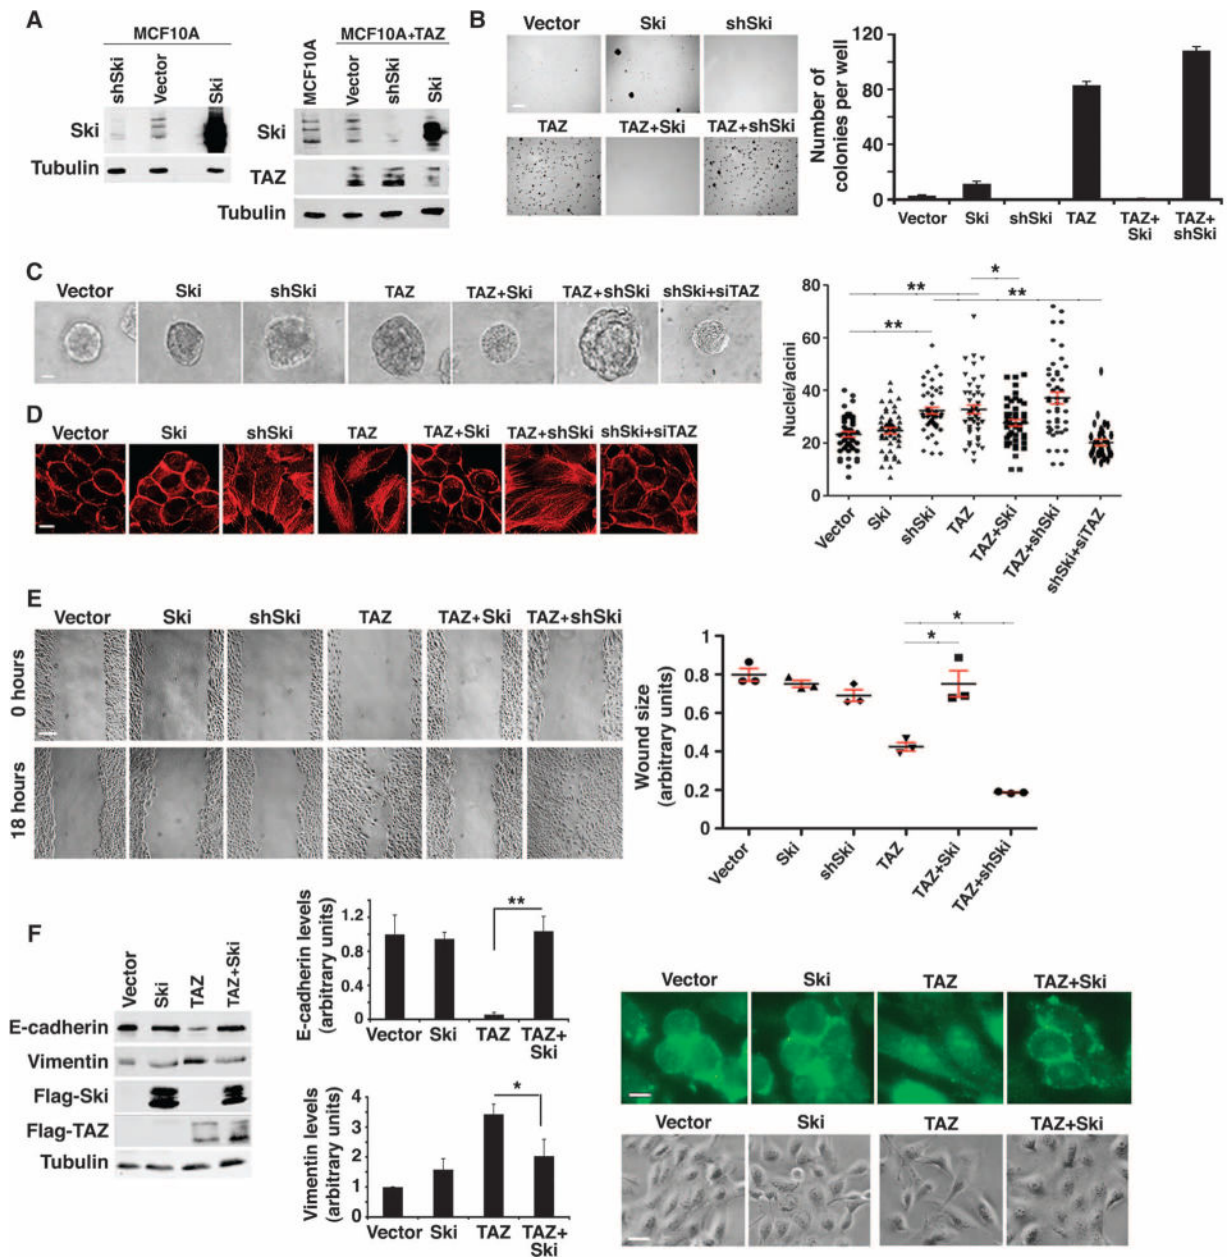 A
MCF10A
shSki
Vector
Ski
Ski
Tubulin
MCF10A
MCF10A+TAZ
Vector
shSki
Ski
Ski
TAZ
Tubulin
B
Vector Ski shSki
TAZ TAZ+Ski TAZ+shSki
Number of
colonies per well
120
80
40
0
Vector Ski shSki TAZ TAZ+ TAZ+
Ski shSki
C
Vector Ski shSki TAZ TAZ+Ski TAZ+shSki shSki+siTAZ
Nuclei/acini
80
60
40
20
0
** * **
**
Vector Ski shSki TAZ TAZ+Ski TAZ+shSki shSki+siTAZ
D
Vector Ski shSki TAZ TAZ+Ski TAZ+shSki shSki+siTAZ
E
Vector Ski shSki TAZ TAZ+Ski TAZ+shSki
0 hours
18 hours
Wound size
(arbitrary units)
1
0.8
0.6
0.4
0.2
0
*
*
Vector Ski shSki TAZ TAZ+Ski TAZ+shSki
F
Vector
Ski
TAZ
TAZ+Ski
E-cadherin
Vimentin
Flag-Ski
Flag-TAZ
Tubulin
E-cadherin levels
(arbitrary units)
1.2
0.8
0.4
0
**
Vector Ski TAZ TAZ+
Ski
Vimentin levels
(arbitrary units)
4
3
2
1
0
*
Vector Ski TAZ TAZ+
Ski
Vector Ski TAZ TAZ+Ski
Vector Ski TAZ TAZ+Ski